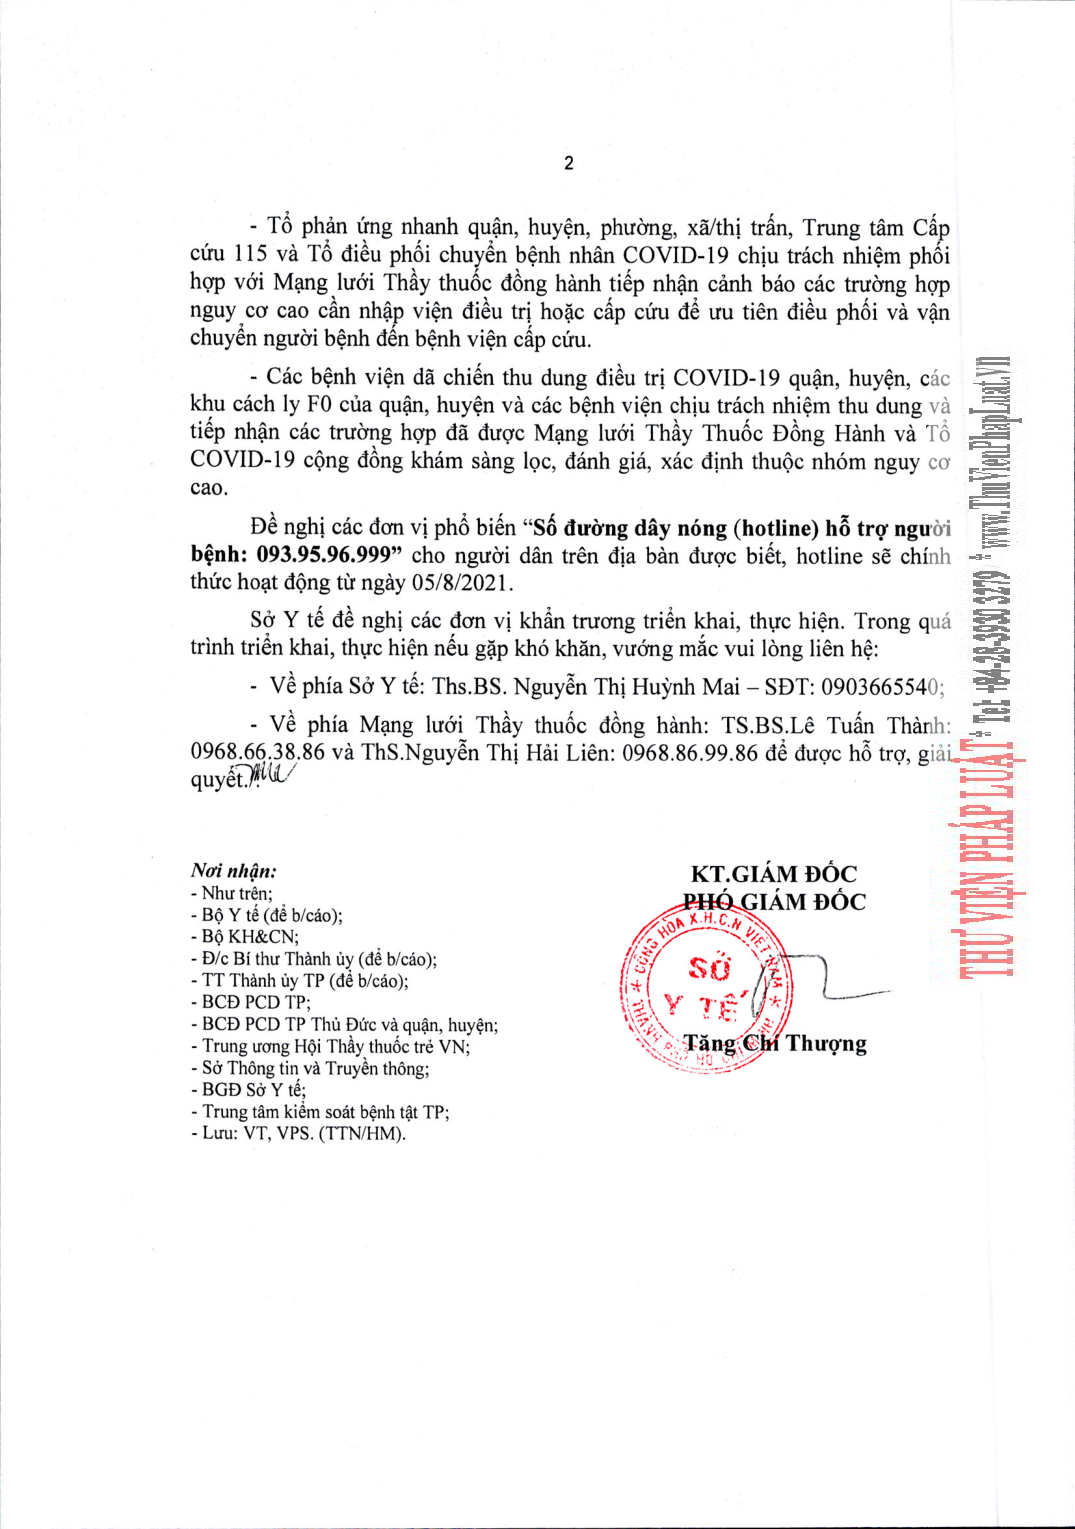 2
- Tổ phản ứng nhanh quận, huyện, phường, xã/thị trấn, Trung tâm Cấp
cứu 115 và Tổ điều phối chuyển bệnh nhân COVID-19 chịu trách nhiệm phối
hợp với Mạng lưới Thầy thuốc đồng hành tiếp nhận cảnh báo các trường hợp
nguy cơ cao cần nhập viện điều trị hoặc cấp cứu để ưu tiên điều phối và vận
chuyển người bệnh đến bệnh viện cấp cứu.
- Các bệnh viện dã chiến thu dung điều trị COVID-19 quận, huyện, các
khu cách ly F0 của quận, huyện và các bệnh viện chịu trách nhiệm thu dung và
tiếp nhận các trường hợp đã được Mạng lưới Thầy Thuốc Đồng Hành và Tổ
COVID-19 cộng đồng khám sàng lọc, đánh giá, xác định thuộc nhóm nguy cơ
cao.
Đề nghị các đơn vị phổ biến “Số đường dây nóng (hotline) hỗ trợ người
bệnh: 093.95.96.999” cho người dân trên địa bàn được biết, hotline sẽ chính
thức hoạt động từ ngày 05/8/2021.
Sở Y tế đề nghị các đơn vị khẩn trương triển khai, thực hiện. Trong quá
trình triển khai, thực hiện nếu gặp khó khăn, vướng mắc vui lòng liên hệ:
- Về phía Sở Y tế: Ths.BS. Nguyễn Thị Huỳnh Mai – SĐT: 0903665540;
- Về phía Mạng lưới Thầy thuốc đồng hành: TS.BS.Lê Tuấn Thành:
0968.66.38.86 và ThS.Nguyễn Thị Hải Liên: 0968.86.99.86 để được hỗ trợ, giải
quyết./.
Nơi nhận:
- Như trên;
- Bộ Y tế (để b/cáo);
- Bộ KH&CN;
- Đ/c Bí thư Thành ủy (để b/cáo);
- TT Thành ủy TP (để b/cáo);
- BCĐ PCD TP;
- BCĐ PCD TP Thủ Đức và quận, huyện;
- Trung ương Hội Thầy thuốc trẻ VN;
- Sở Thông tin và Truyền thông;
- BGĐ Sở Y tế;
- Trung tâm kiểm soát bệnh tật TP;
- Lưu: VT, VPS. (TTN/HM).
KT.GIÁM ĐỐC
PHÓ GIÁM ĐỐC
CỘNG HÒA X.H.C.N VIỆT NAM
SỞ
Y TẾ
THÀNH PHỐ HỒ CHÍ MINH
Tăng Chí Thượng
THƯ VIỆN PHÁP LUẬT * Tel: +84-28-3930 3279 * www.ThuVienPhapLuat.vn